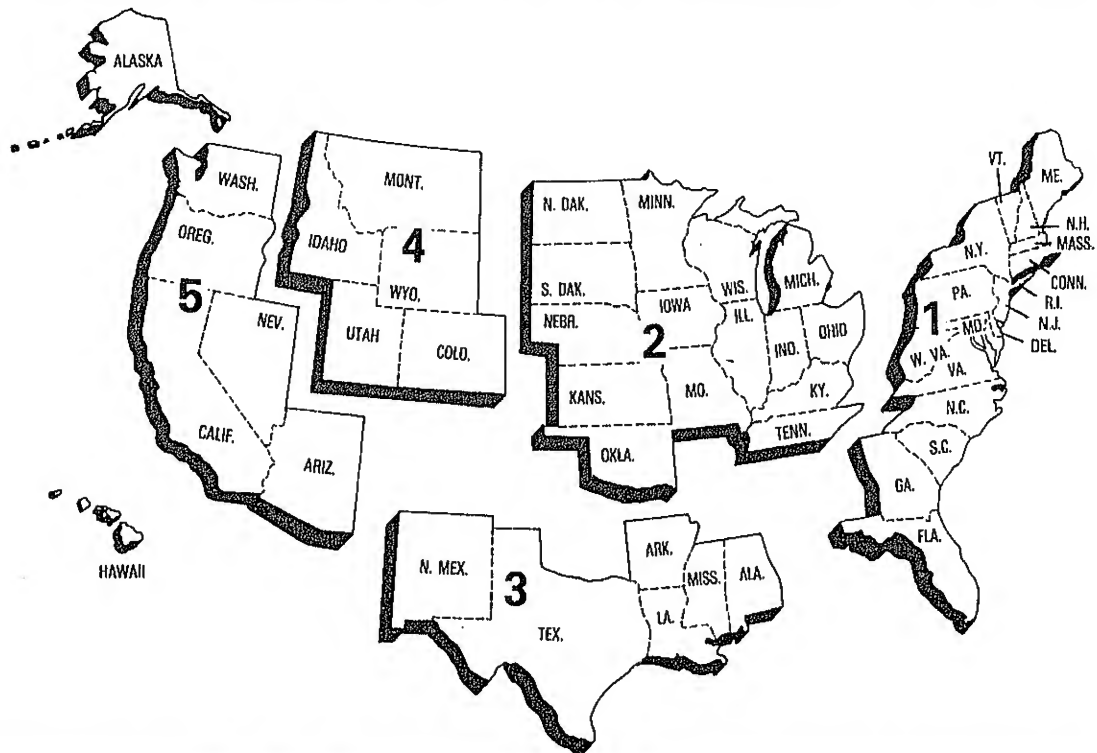 ALASKA
WASH.
OREG.
5
NEV.
CALIF.
ARIZ.
HAWAII
MONT.
IDAHO
4
WYO.
UTAH
COLO.
N. DAK.
MINN.
S. DAK.
WIS.
MICH.
NEBR.
IOWA
2
ILL.
IND.
OHIO
KANS.
MO.
KY.
OKLA.
TENN.
N. MEX.
3
TEX.
ARK.
LA.
MISS.
ALA.
VT.
ME.
N.H.
MASS.
N.Y.
CONN.
R.I.
PA.
N.J.
1
MD.
DEL.
W. VA.
VA.
N.C.
S.C.
GA.
FLA.